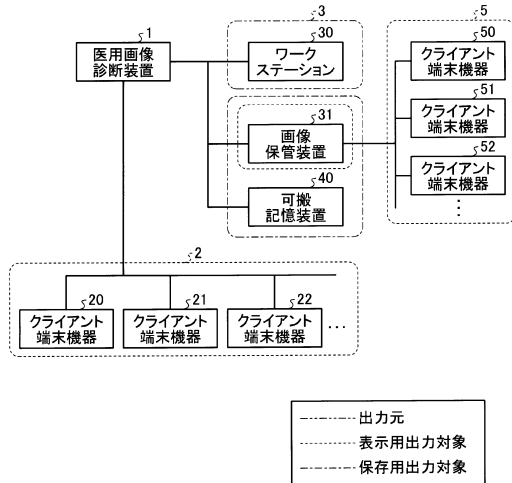 1
医用画像
診断装置
3
30
ワーク
ステーション
31
画像
保管装置
40
可搬
記憶装置
5
50
クライアント
端末機器
51
クライアント
端末機器
52
クライアント
端末機器
⋮
2
20
クライアント
端末機器
21
クライアント
端末機器
22
クライアント
端末機器
…
出力元
表示用出力対象
保存用出力対象